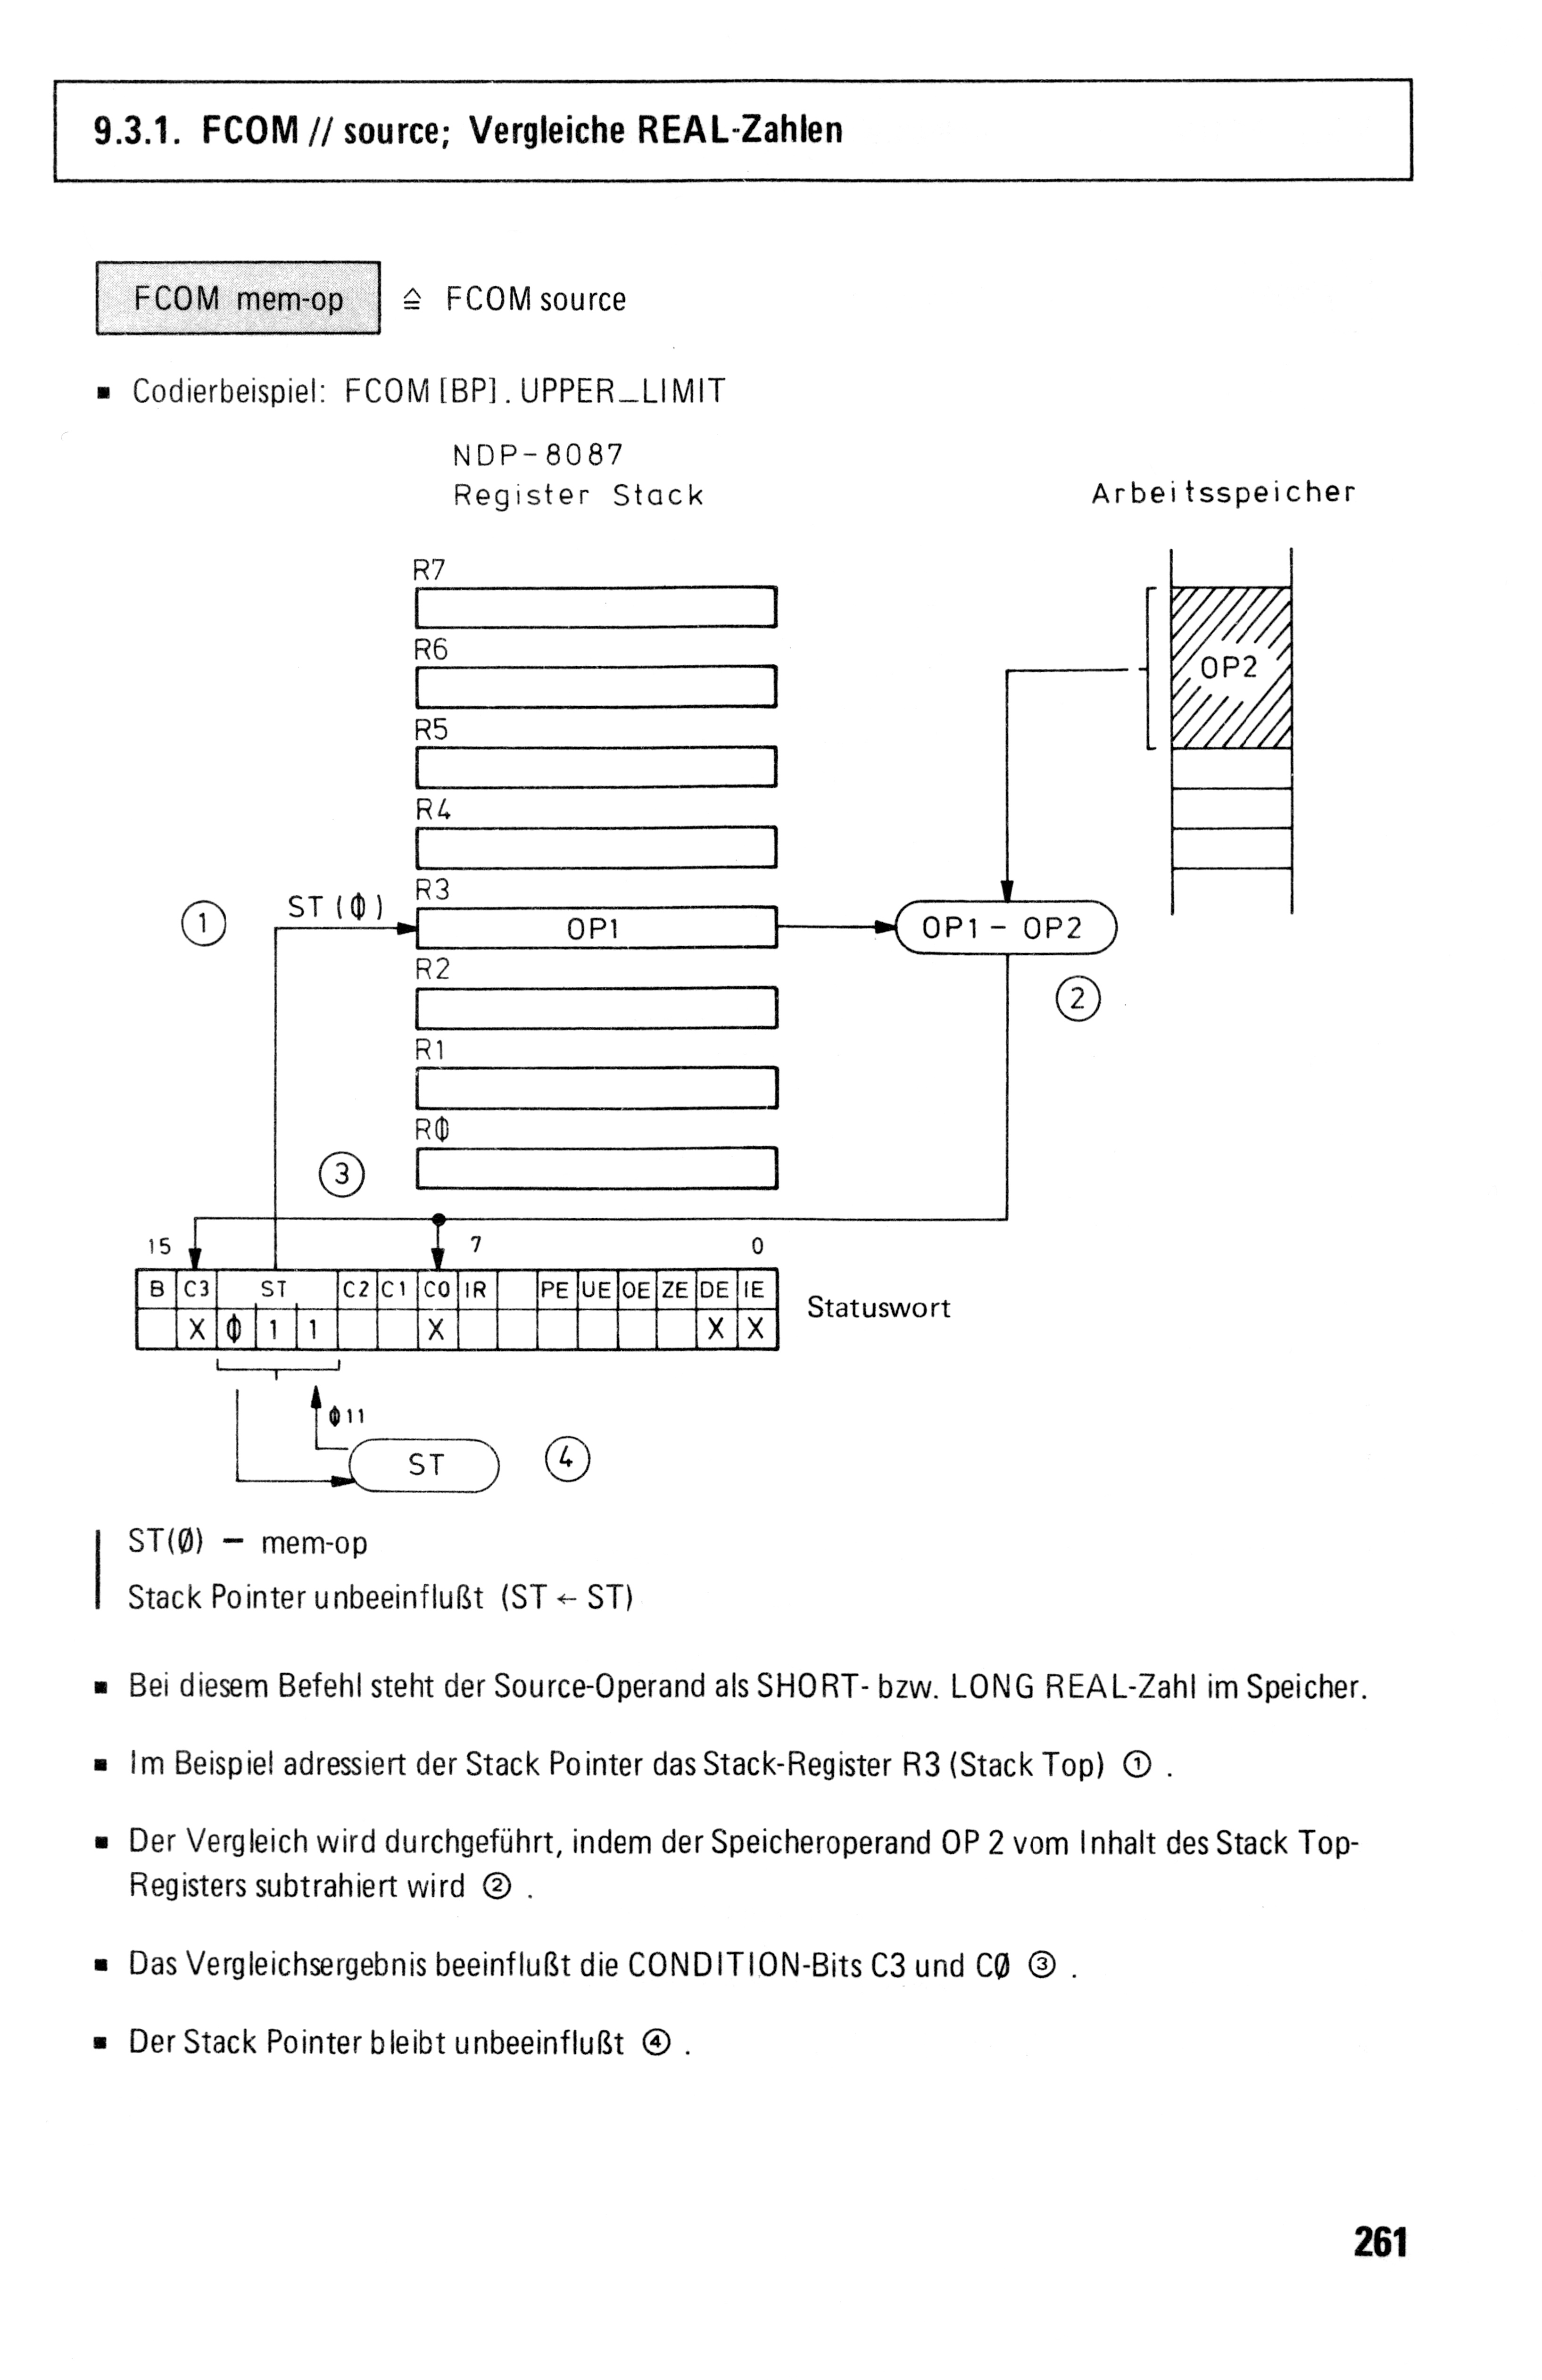 9.3.1. FCOM // source; Vergleiche REAL-Zahlen
FCOM mem-op ≙ FCOM source
▪ Codierbeispiel: FCOM [BP] . UPPER_LIMIT
NDP-8087
Register Stack
Arbeitsspeicher
R7
R6
OP2
R5
R4
R3
① ST(0) OP1 OP1 – OP2
R2
②
R1
R0
③
15 7 0
B C3 ST C2 C1 C0 IR PE UE OE ZE DE IE
Statuswort
X 0 1 1 X X X
011
ST ④
ST(Ø) – mem-op
Stack Pointer unbeeinflußt (ST ← ST)
▪ Bei diesem Befehl steht der Source-Operand als SHORT- bzw. LONG REAL-Zahl im Speicher.
▪ Im Beispiel adressiert der Stack Pointer das Stack-Register R3 (Stack Top) ① .
▪ Der Vergleich wird durchgeführt, indem der Speicheroperand OP 2 vom Inhalt des Stack Top-
Registers subtrahiert wird ② .
▪ Das Vergleichsergebnis beeinflußt die CONDITION-Bits C3 und CØ ③ .
▪ Der Stack Pointer bleibt unbeeinflußt ④ .
261